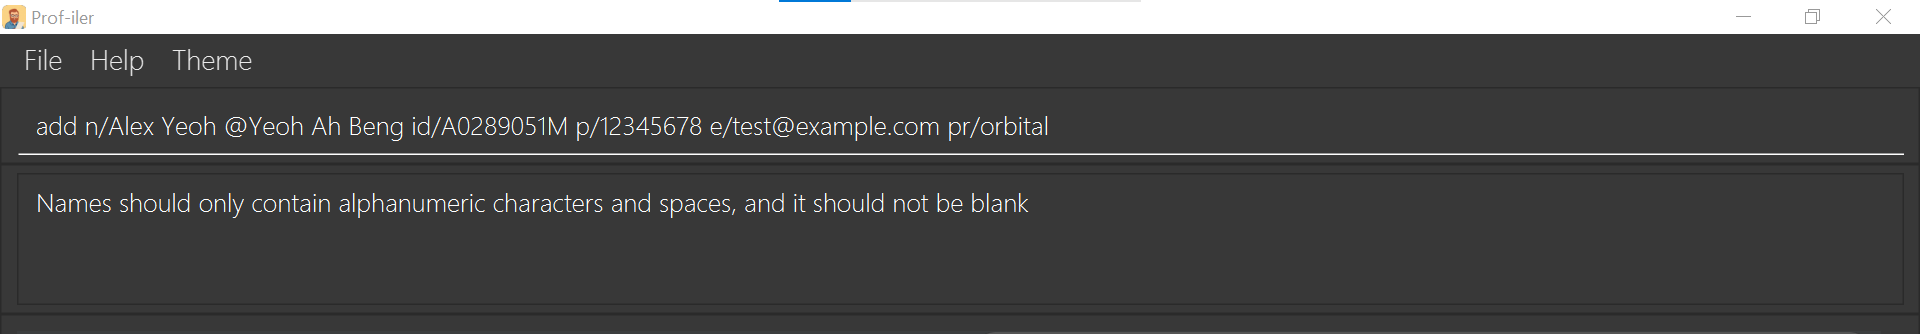 Prof-iler
File Help Theme
add n/Alex Yeoh @Yeoh Ah Beng id/A0289051M p/12345678 e/test@example.com pr/orbital
Names should only contain alphanumeric characters and spaces, and it should not be blank